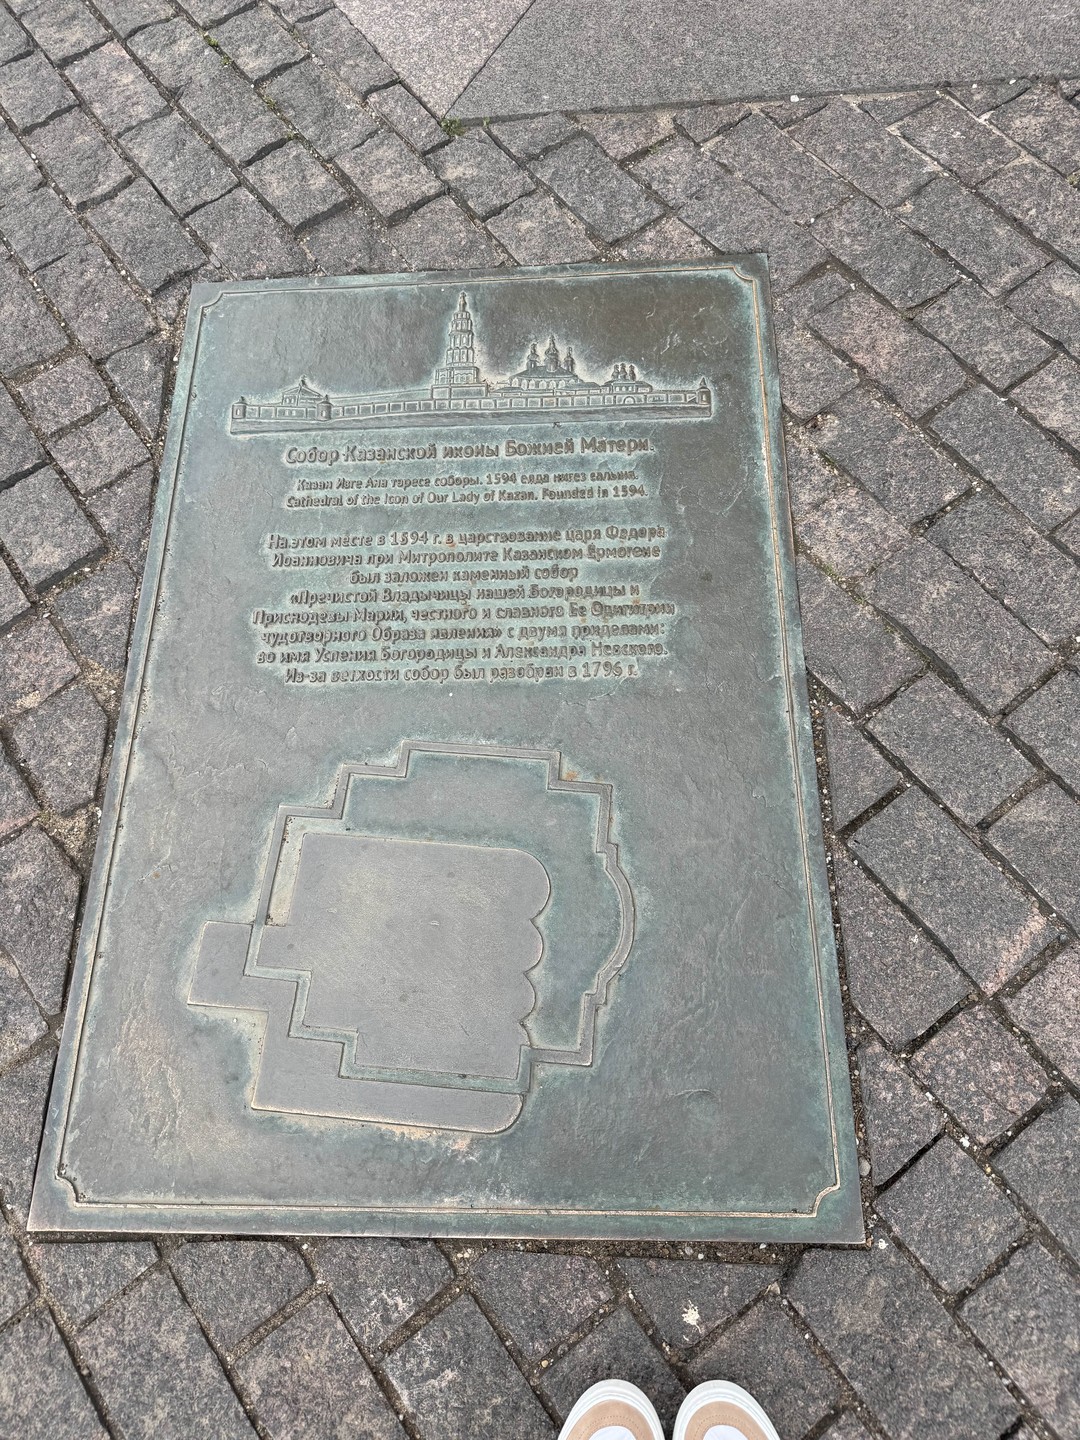 Собор Казанской иконы Божией Матери.
Казан Изге Ана тәресе соборы. 1594 елда нигез салына.
Cathedral of the Icon of Our Lady of Kazan. Founded in 1594.
На этом месте в 1594 г. в царствование царя Федора
Иоанновича при Митрополите Казанском Ермогене
был заложен каменный собор
«Пречистой Владычицы нашей Богородицы и
Приснодевы Марии, честного и славного Ее Одигитрии
чудотворного Образа явления» с двумя приделами:
во имя Успения Богородицы и Александра Невского.
Из-за ветхости собор был разобран в 1796 г.